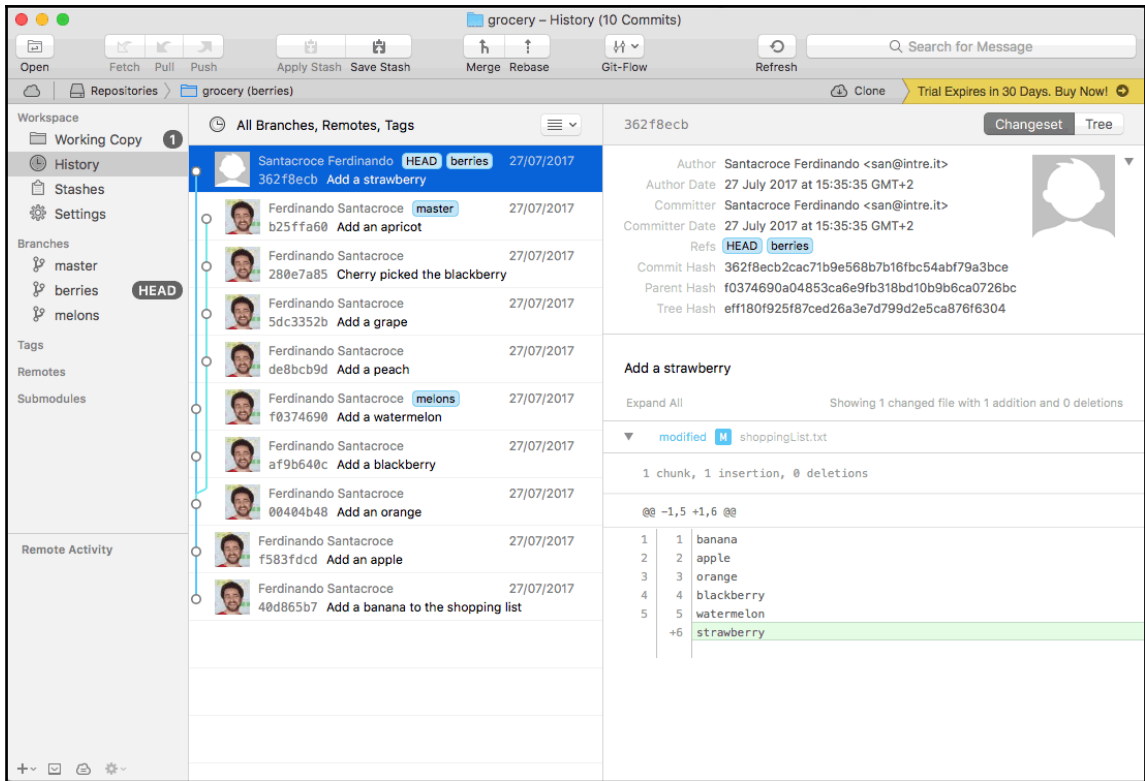 grocery – History (10 Commits)
Open Fetch Pull Push Apply Stash Save Stash Merge Rebase Git-Flow Refresh Search for Message
Repositories grocery (berries) Clone Trial Expires in 30 Days. Buy Now!
Workspace
Working Copy 1
History
Stashes
Settings
Branches
master
berries HEAD
melons
Tags
Remotes
Submodules
Remote Activity
All Branches, Remotes, Tags
Santacroce Ferdinando HEAD berries 27/07/2017
362f8ecb Add a strawberry
Ferdinando Santacroce master 27/07/2017
b25ffa60 Add an apricot
Ferdinando Santacroce 27/07/2017
280e7a85 Cherry picked the blackberry
Ferdinando Santacroce 27/07/2017
5dc3352b Add a grape
Ferdinando Santacroce 27/07/2017
de8bcb9d Add a peach
Ferdinando Santacroce melons 27/07/2017
f0374690 Add a watermelon
Ferdinando Santacroce 27/07/2017
af9b640c Add a blackberry
Ferdinando Santacroce 27/07/2017
00404b48 Add an orange
Ferdinando Santacroce 27/07/2017
f583fdcd Add an apple
Ferdinando Santacroce 27/07/2017
40d865b7 Add a banana to the shopping list
362f8ecb Changeset Tree
Author Santacroce Ferdinando <san@intre.it>
Author Date 27 July 2017 at 15:35:35 GMT+2
Committer Santacroce Ferdinando <san@intre.it>
Committer Date 27 July 2017 at 15:35:35 GMT+2
Refs HEAD berries
Commit Hash 362f8ecb2cac71b9e568b7b16fbc54abf79a3bce
Parent Hash f0374690a04853ca6e9fb318bd10b9b6ca0726bc
Tree Hash eff180f925f87ced26a3e7d799d2e5ca876f6304
Add a strawberry
Expand All Showing 1 changed file with 1 addition and 0 deletions
modified M shoppingList.txt
1 chunk, 1 insertion, 0 deletions
@@ -1,5 +1,6 @@
1 1 banana
2 2 apple
3 3 orange
4 4 blackberry
5 5 watermelon
+6 strawberry